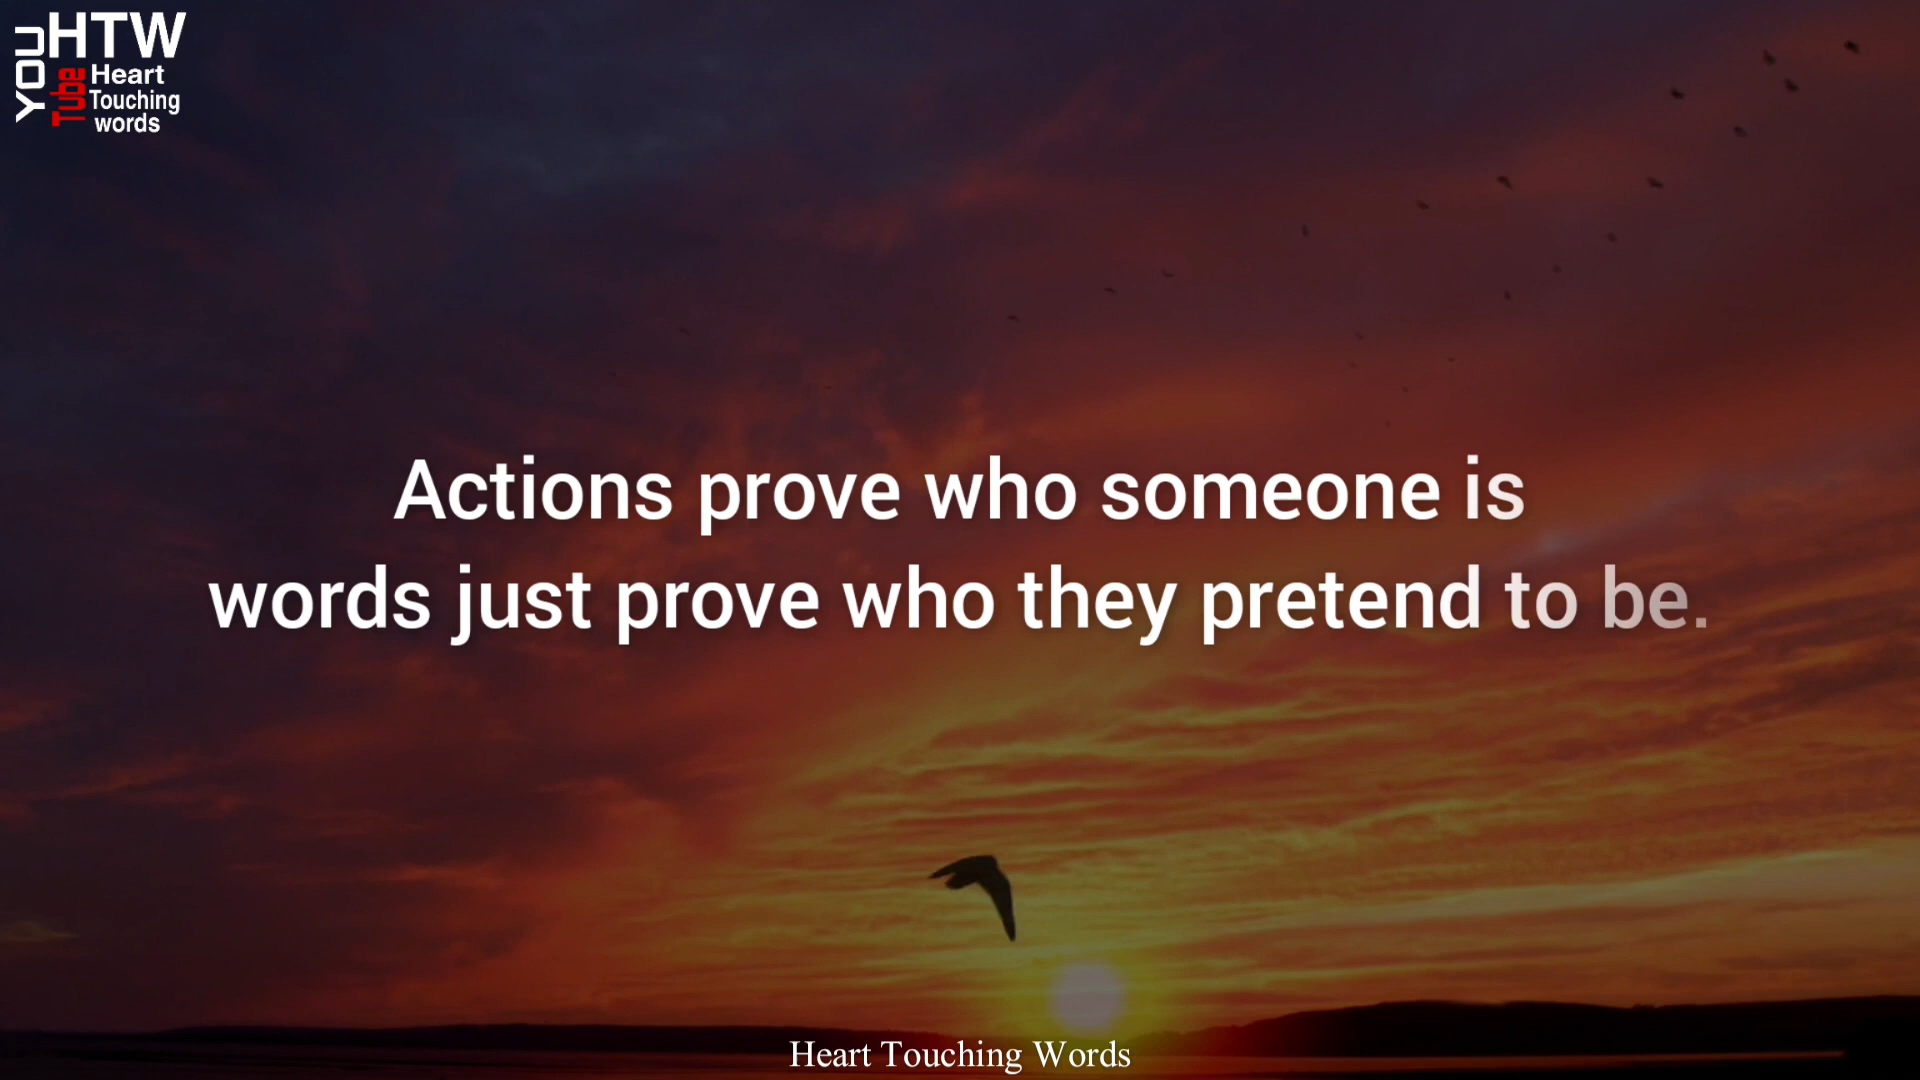 YOU
Tube
HTW
Heart
Touching
words
Actions prove who someone is
words just prove who they pretend to be.
Heart Touching Words